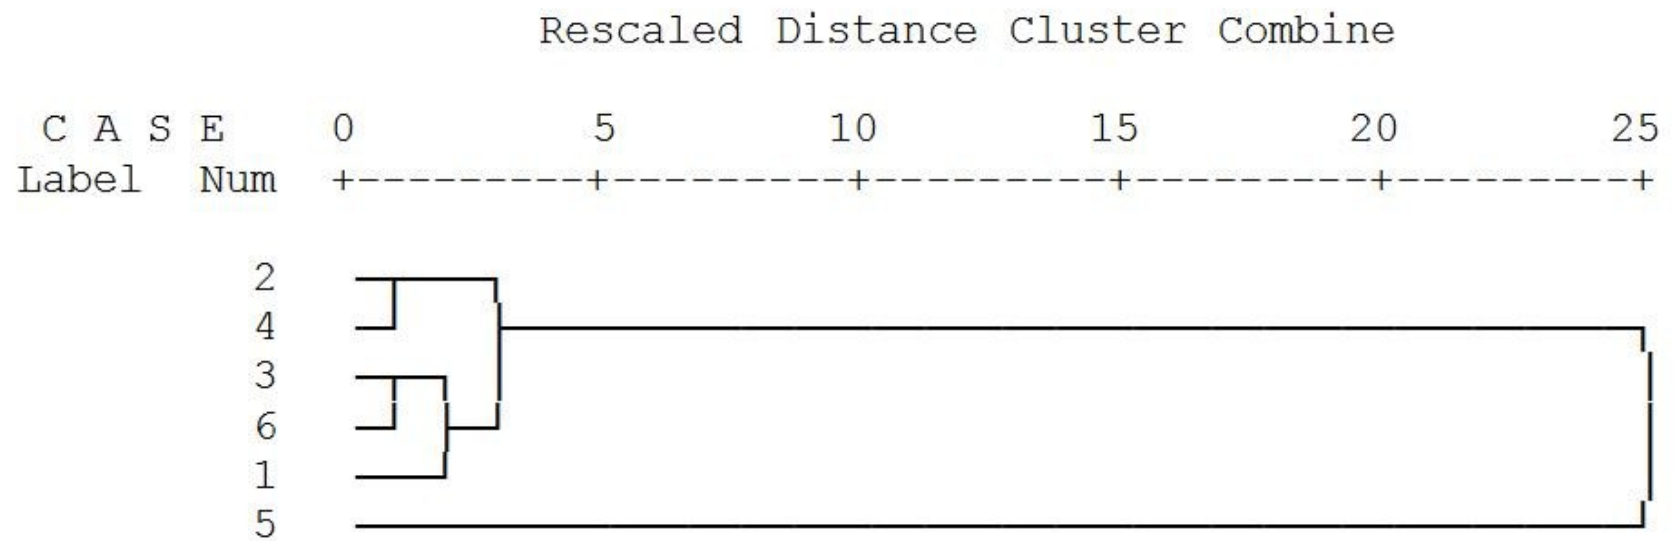 Rescaled Distance Cluster Combine
C A S E 0 5 10 15 20 25
Label Num +---------+---------+---------+---------+---------+
2
4
3
6
1
5